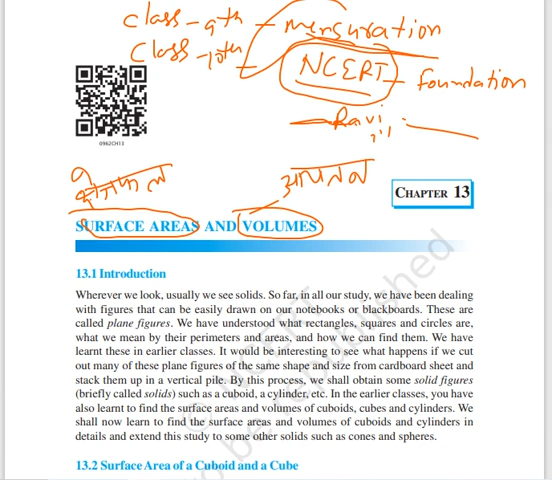 class - 9th - mensuration
Class - 10th
NCERT - foundation
Ravi
0962CH13
क्षेत्रफल
आयतन
CHAPTER 13
SURFACE AREAS AND VOLUMES
13.1 Introduction
Wherever we look, usually we see solids. So far, in all our study, we have been dealing
with figures that can be easily drawn on our notebooks or blackboards. These are
called plane figures. We have understood what rectangles, squares and circles are,
what we mean by their perimeters and areas, and how we can find them. We have
learnt these in earlier classes. It would be interesting to see what happens if we cut
out many of these plane figures of the same shape and size from cardboard sheet and
stack them up in a vertical pile. By this process, we shall obtain some solid figures
(briefly called solids) such as a cuboid, a cylinder, etc. In the earlier classes, you have
also learnt to find the surface areas and volumes of cuboids, cubes and cylinders. We
shall now learn to find the surface areas and volumes of cuboids and cylinders in
details and extend this study to some other solids such as cones and spheres.
13.2 Surface Area of a Cuboid and a Cube
© NCERT
to be republished